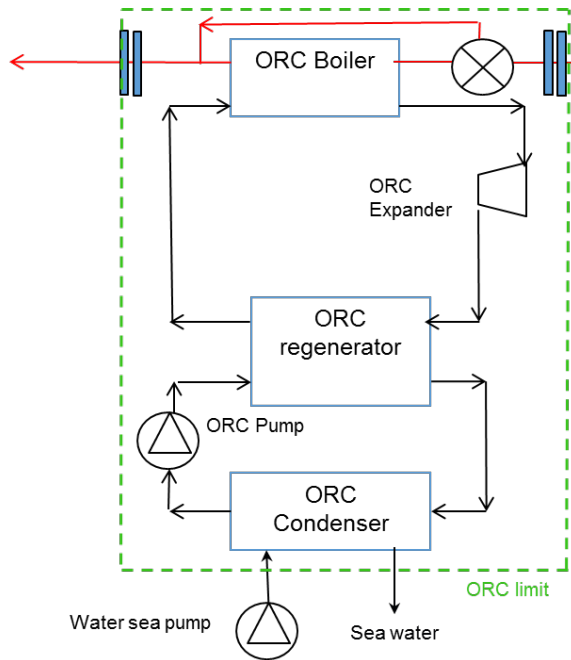 ORC Boiler
ORC
Expander
ORC
regenerator
ORC Pump
ORC
Condenser
ORC limit
Water sea pump
Sea water